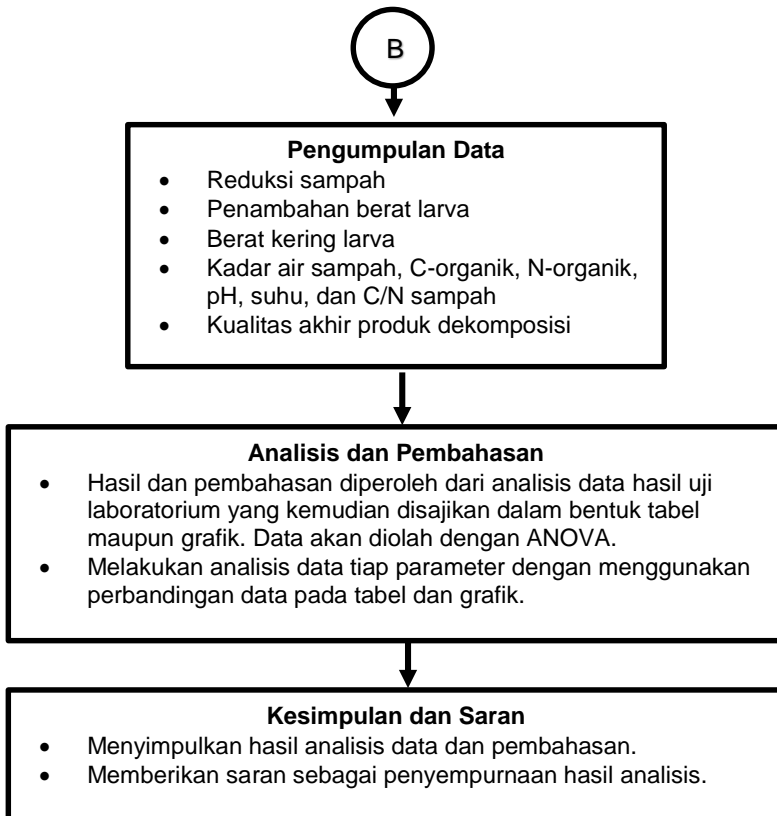 B
Pengumpulan Data
• Reduksi sampah
• Penambahan berat larva
• Berat kering larva
• Kadar air sampah, C-organik, N-organik,
pH, suhu, dan C/N sampah
• Kualitas akhir produk dekomposisi
Analisis dan Pembahasan
• Hasil dan pembahasan diperoleh dari analisis data hasil uji
laboratorium yang kemudian disajikan dalam bentuk tabel
maupun grafik. Data akan diolah dengan ANOVA.
• Melakukan analisis data tiap parameter dengan menggunakan
perbandingan data pada tabel dan grafik.
Kesimpulan dan Saran
• Menyimpulkan hasil analisis data dan pembahasan.
• Memberikan saran sebagai penyempurnaan hasil analisis.